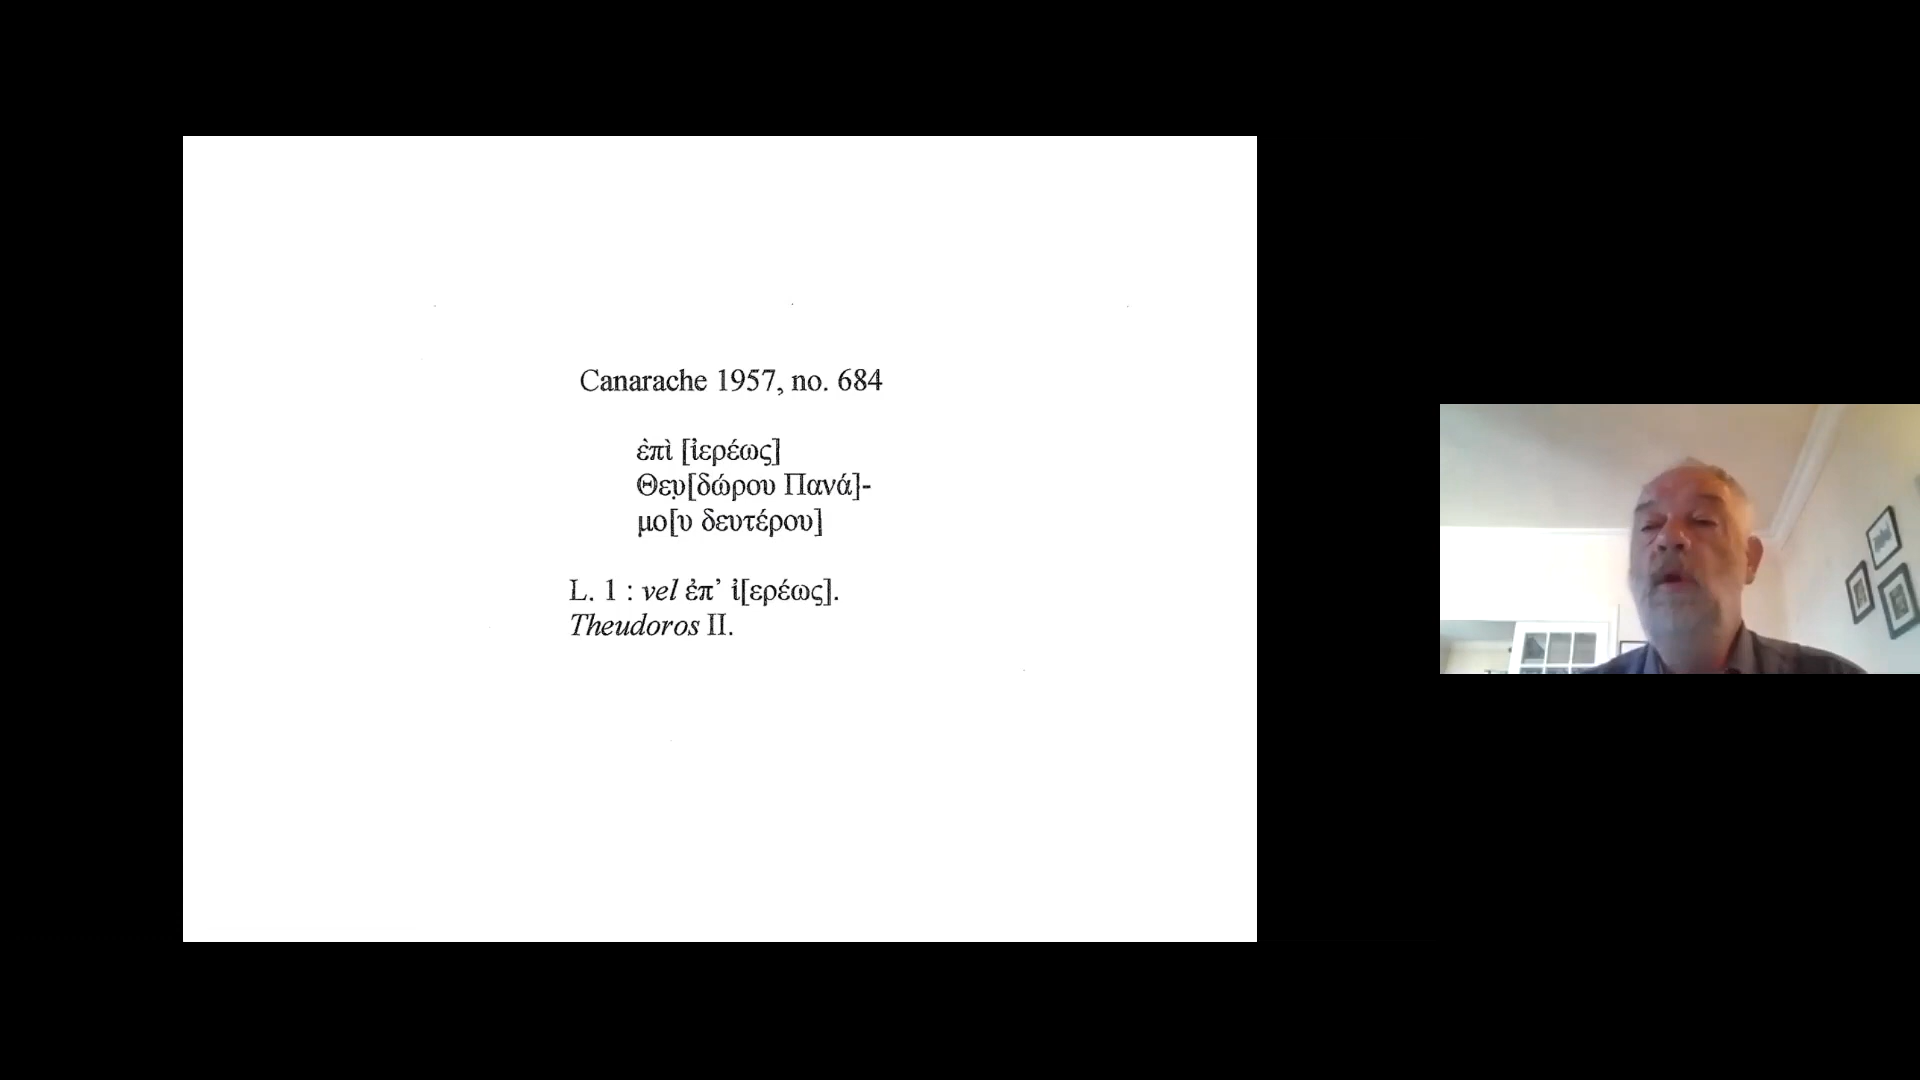 Canarache 1957, no. 684
ἐπὶ [ἱερέως]
Θευ̣[δώρου Πανά]-
μο[υ δευτέρου]
L. 1 : vel ἐπ’ ἱ[ερέως].
Theudoros II.